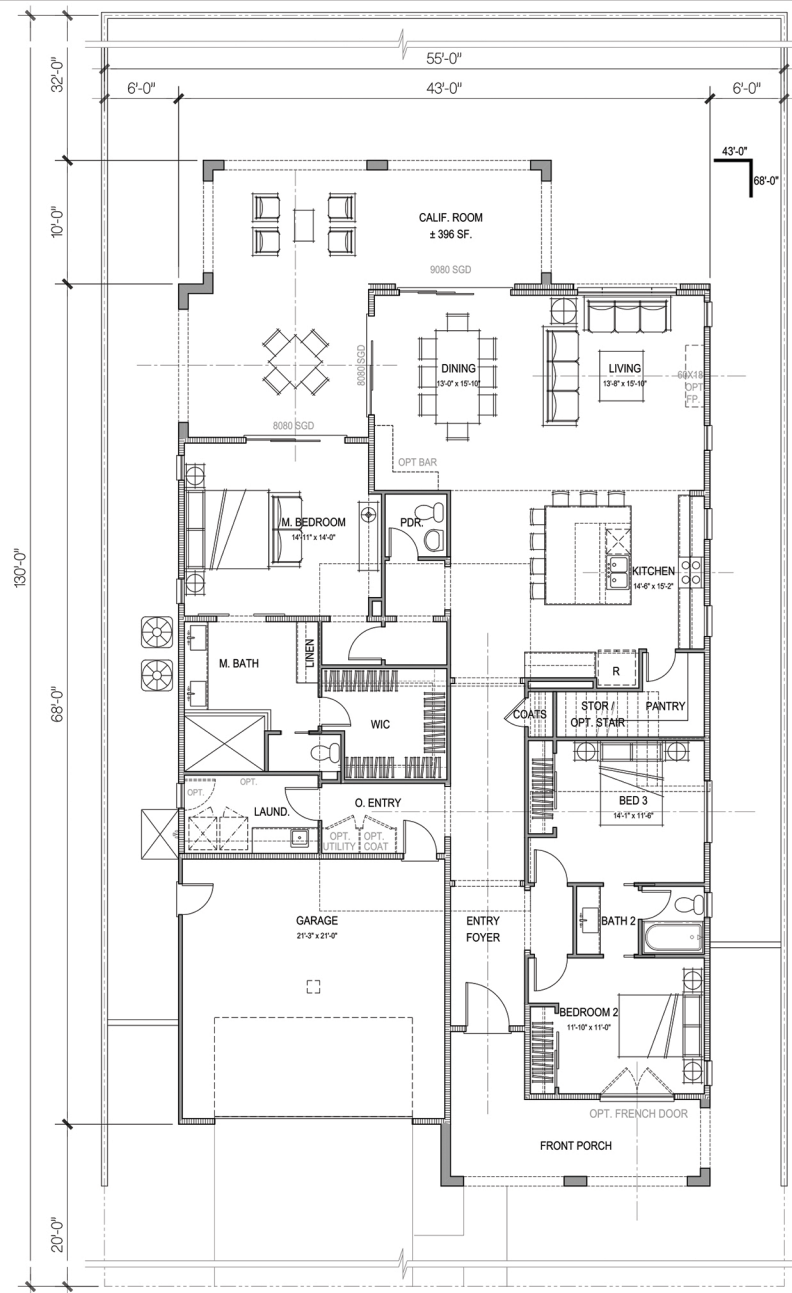 55'-0"
6'-0"
43'-0"
6'-0"
32'-0"
43'-0"
68'-0"
10'-0"
CALIF. ROOM
± 396 SF.
9080 SGD
8080 SGD
DINING
13'-0" x 15'-10"
LIVING
13'-8" x 15'-10"
60X18
OPT
FP.
8080 SGD
OPT BAR
M. BEDROOM
14'-11" x 14'-0"
PDR.
KITCHEN
14'-6" x 15'-2"
130'-0"
68'-0"
M. BATH
LINEN
R
WIC
COATS
STOR /
OPT. STAIR
PANTRY
OPT.
OPT.
LAUND.
O. ENTRY
OPT.
UTILITY
OPT.
COAT
BED 3
14'-1" x 11'-6"
GARAGE
21'-3" x 21'-0"
ENTRY
FOYER
BATH 2
BEDROOM 2
11'-10" x 11'-0"
OPT. FRENCH DOOR
FRONT PORCH
20'-0"